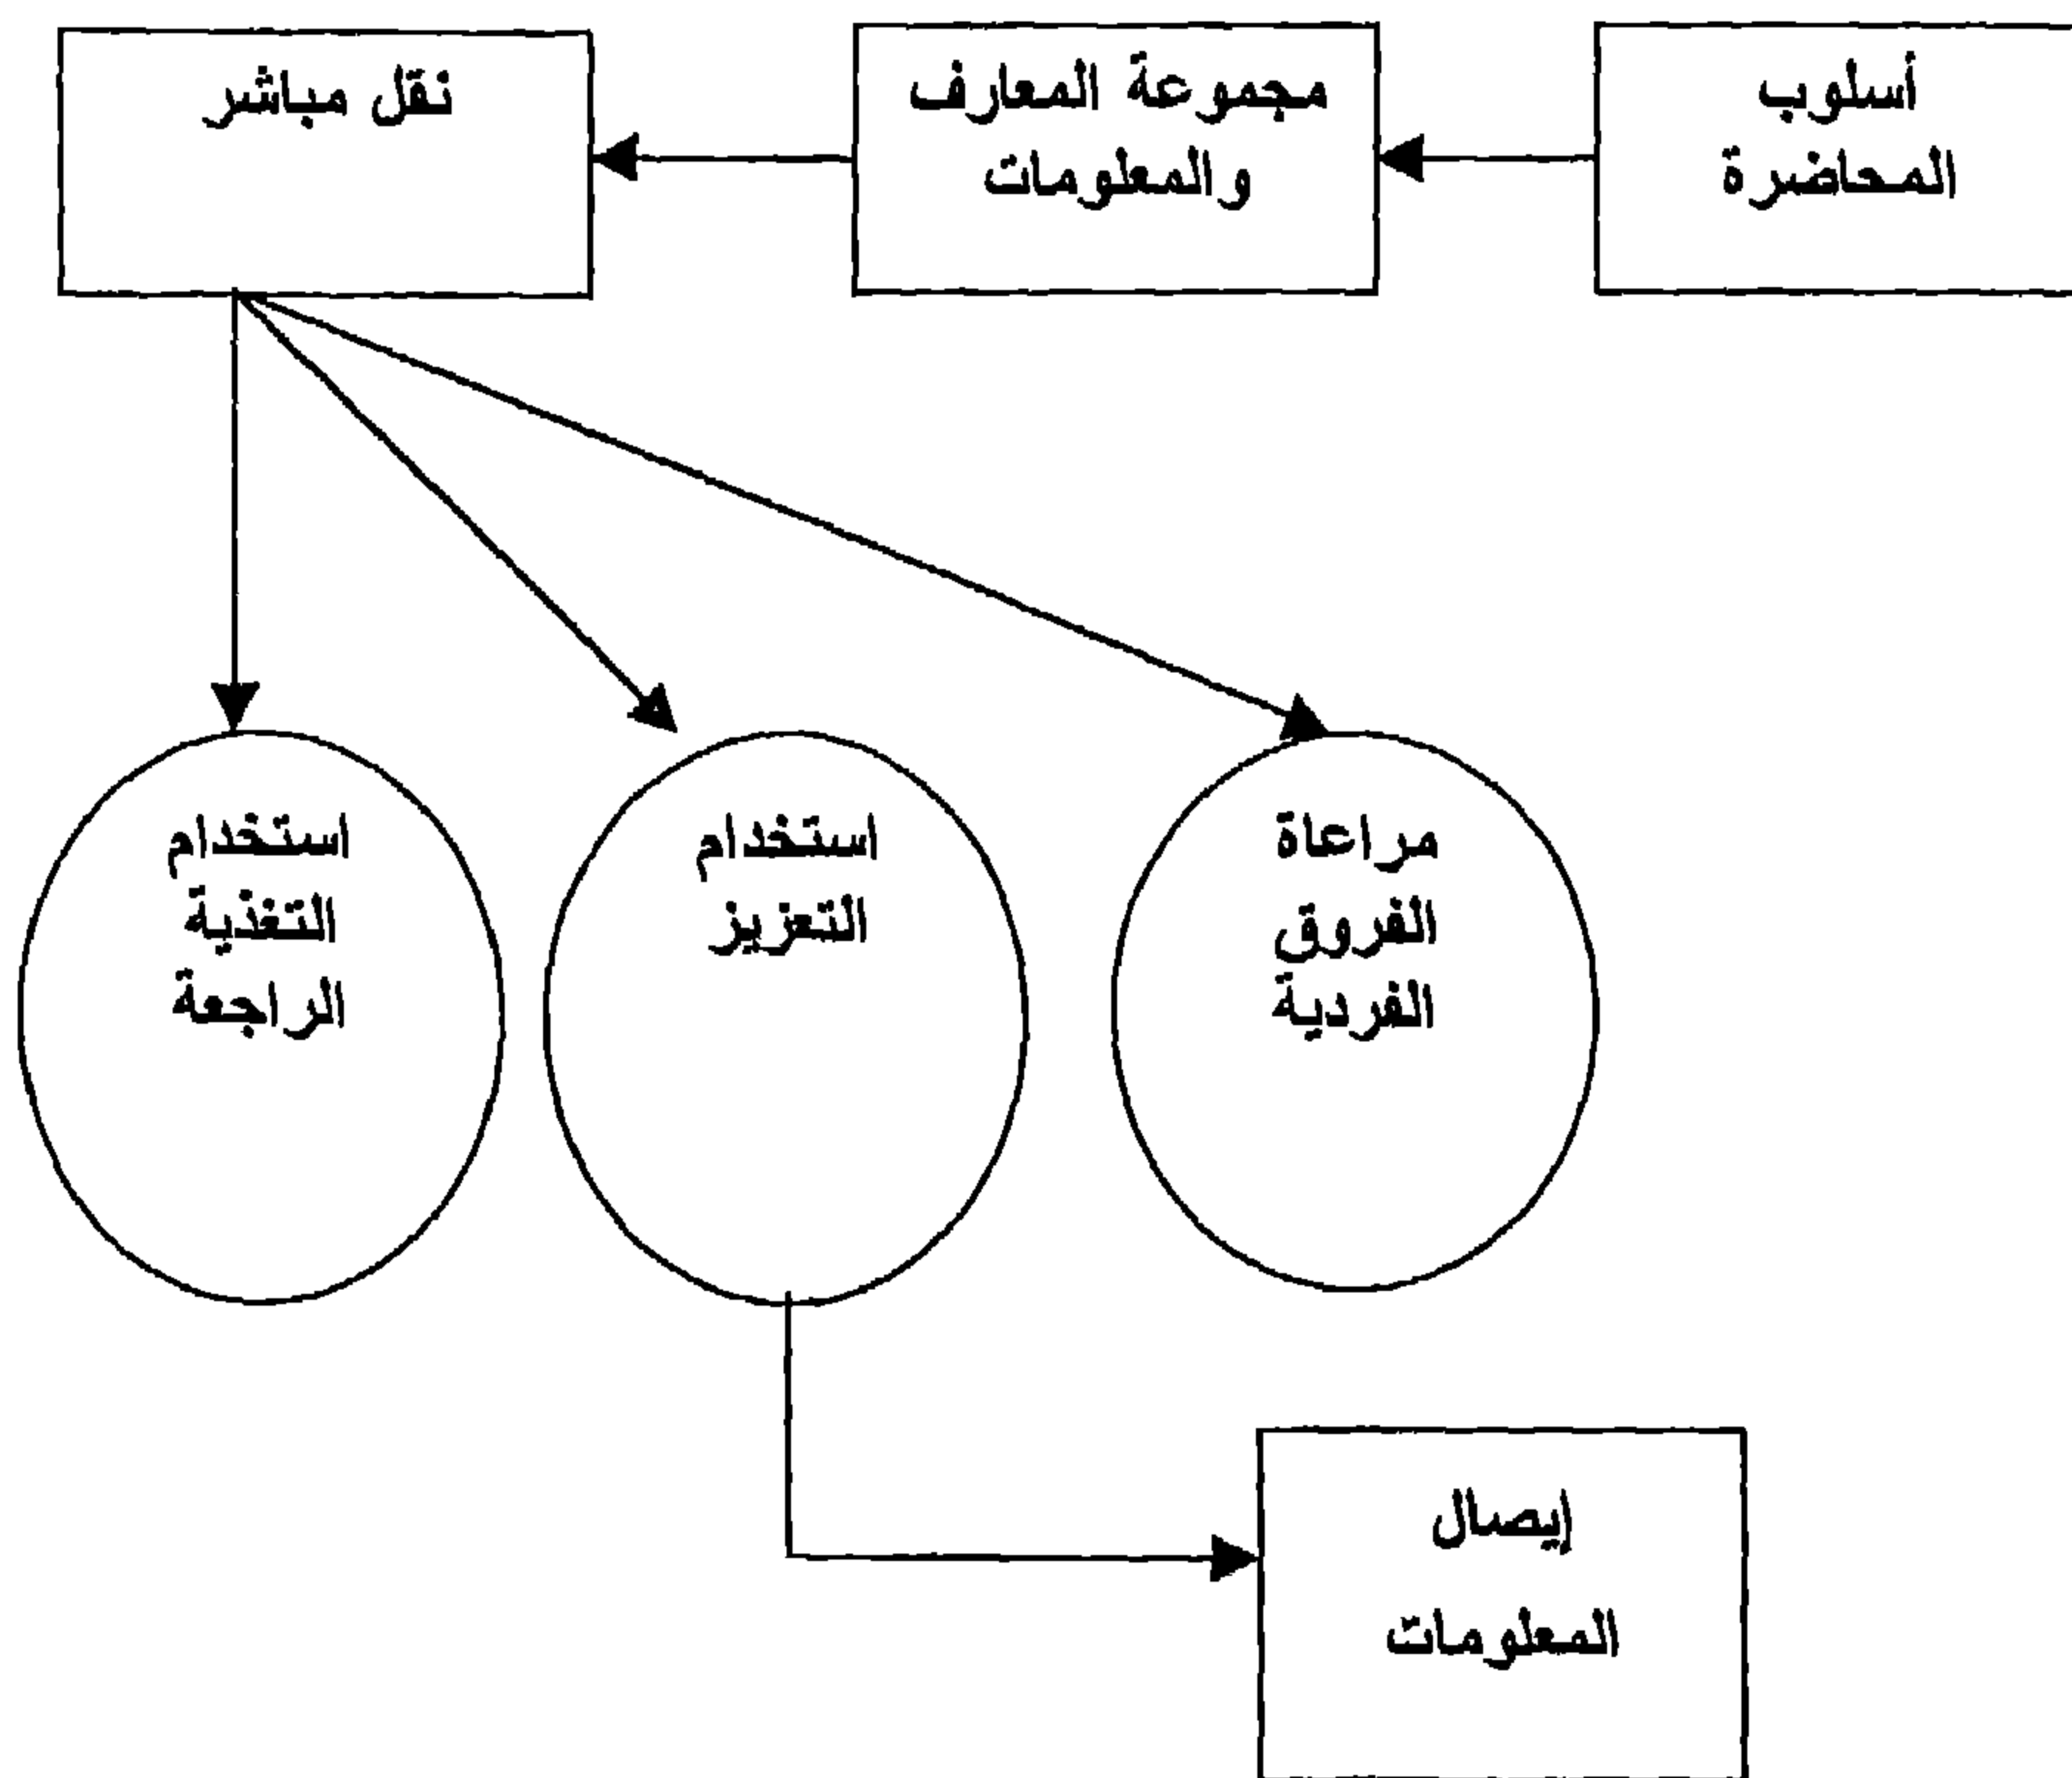 أسلوب
المحاضرة
مجموعة المعارف
والمعلومات
نقل مباشر
مراعاة
الفروق
الفردية
استخدام
التعزيز
استخدام
التغذية
الراجعة
إيصال
المعلومات